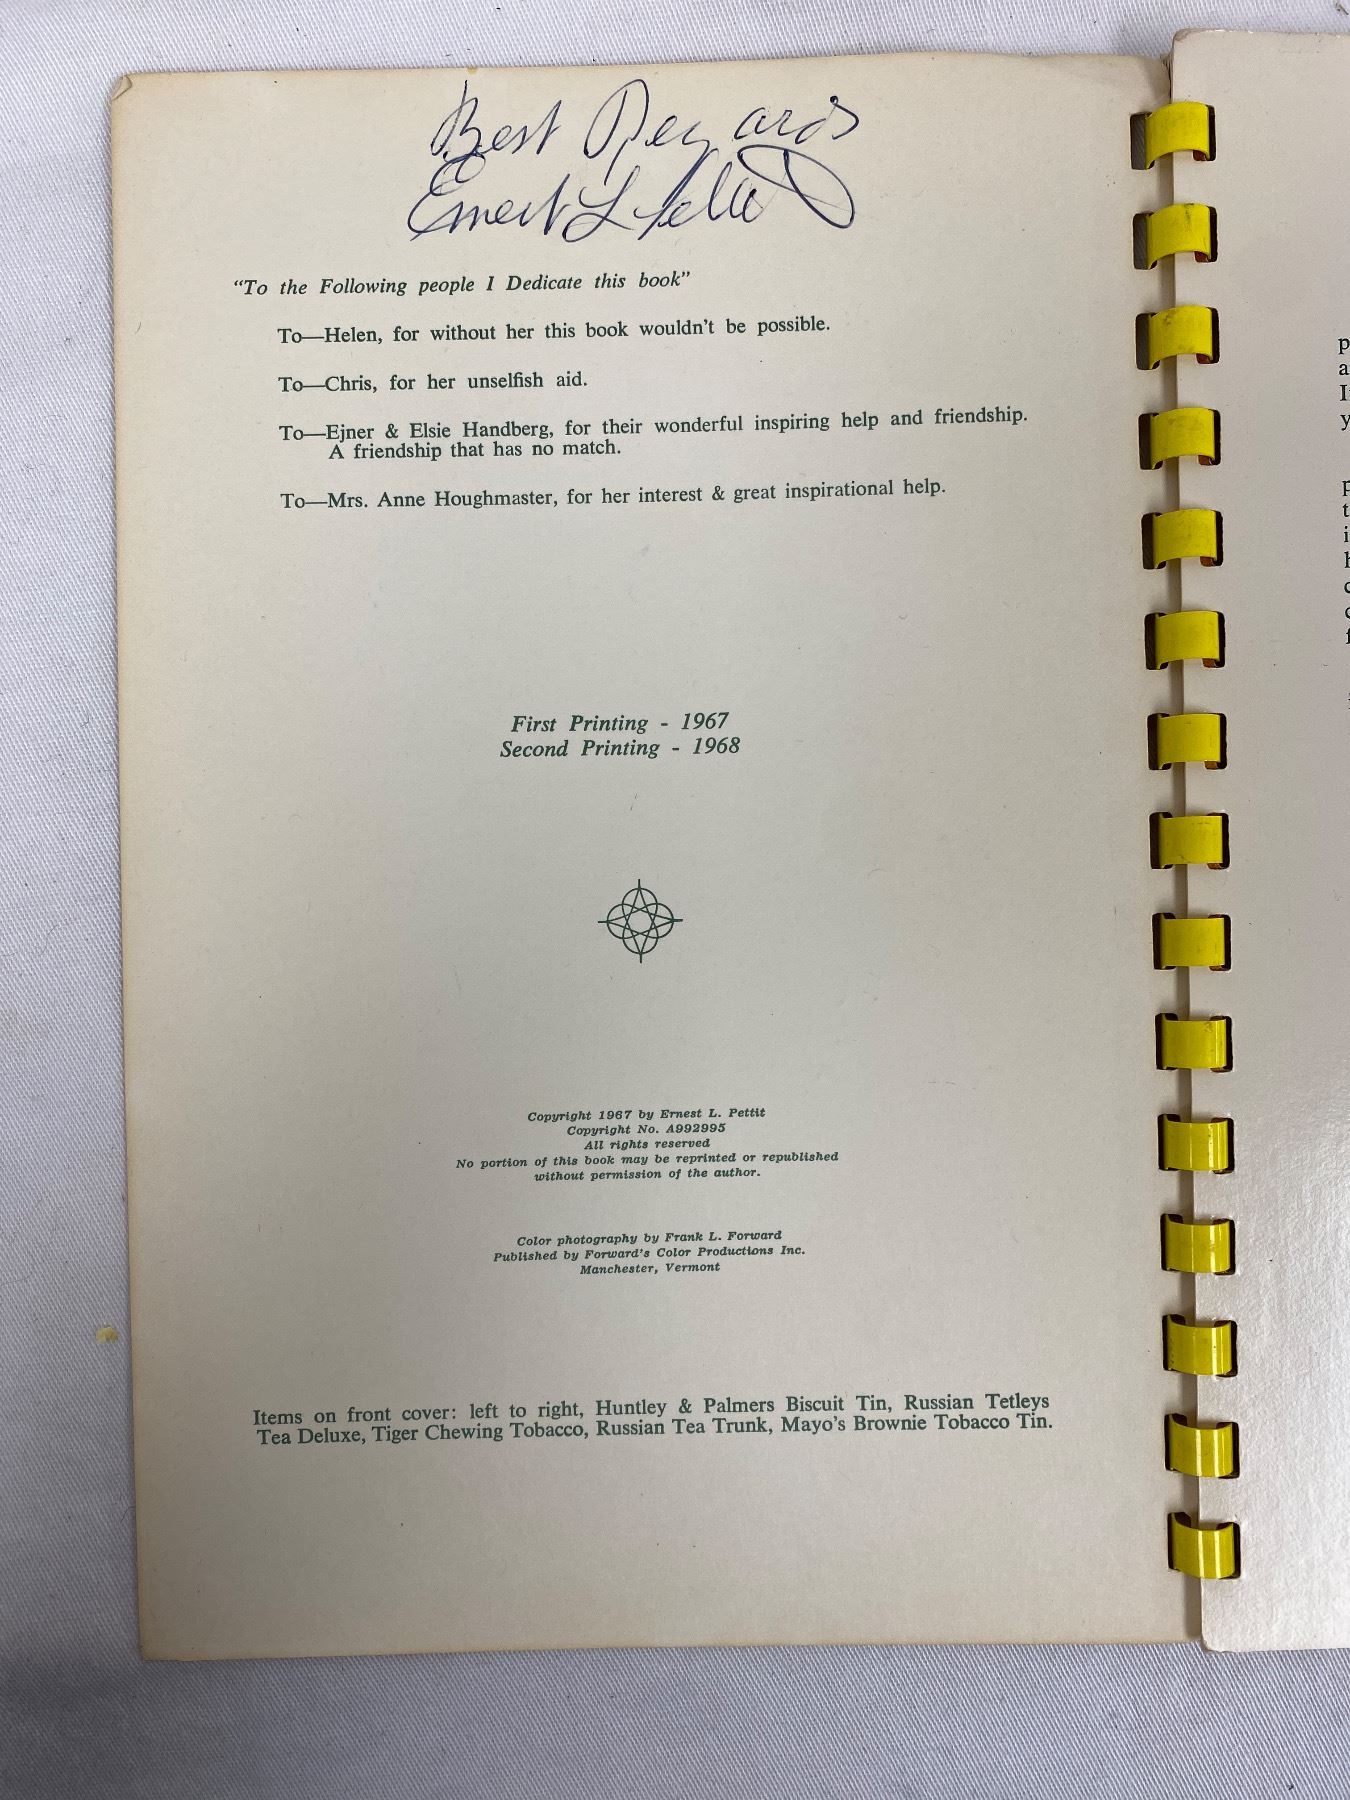 Best Regards
Ernest L Pettit
“To the Following people I Dedicate this book”
To—Helen, for without her this book wouldn’t be possible.
To—Chris, for her unselfish aid.
To—Ejner & Elsie Handberg, for their wonderful inspiring help and friendship.
A friendship that has no match.
To—Mrs. Anne Houghmaster, for her interest & great inspirational help.
First Printing - 1967
Second Printing - 1968
Copyright 1967 by Ernest L. Pettit
Copyright No. A992995
All rights reserved
No portion of this book may be reprinted or republished
without permission of the author.
Color photography by Frank L. Forward
Published by Forward's Color Productions Inc.
Manchester, Vermont
Items on front cover: left to right, Huntley & Palmers Biscuit Tin, Russian Tetleys
Tea Deluxe, Tiger Chewing Tobacco, Russian Tea Trunk, Mayo’s Brownie Tobacco Tin.